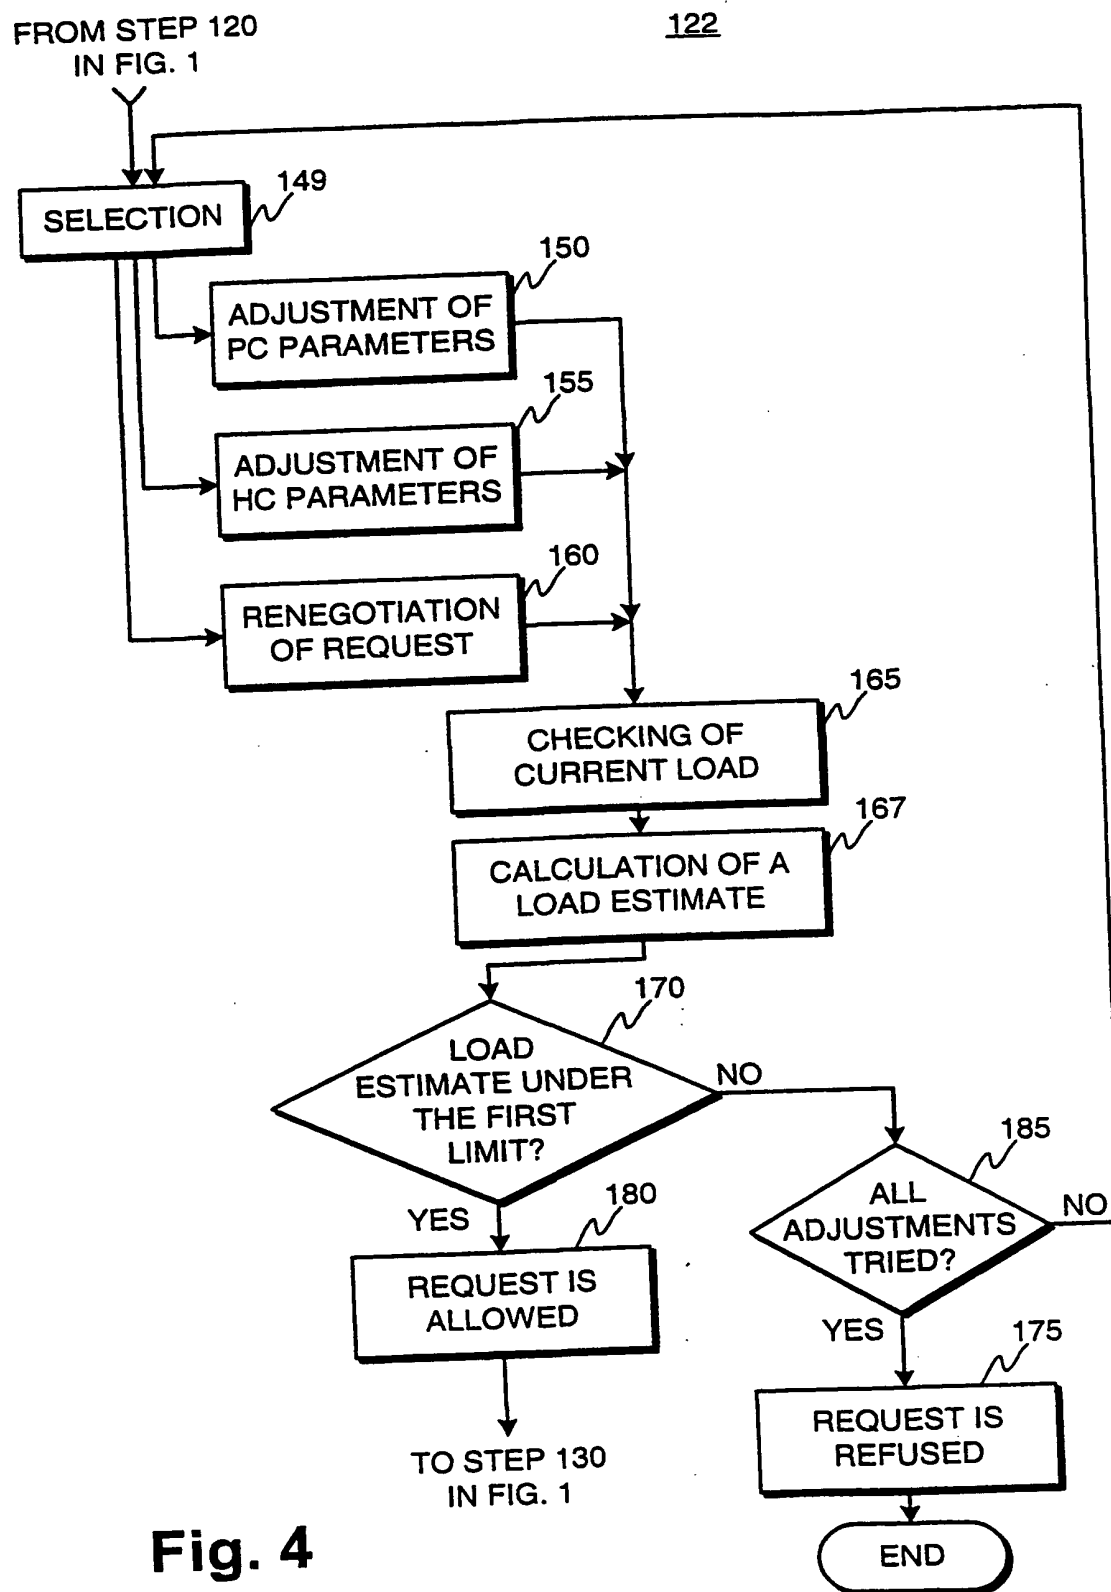 FROM STEP 120
IN FIG. 1
122
SELECTION
149
150
ADJUSTMENT OF
PC PARAMETERS
155
ADJUSTMENT OF
HC PARAMETERS
160
RENEGOTIATION
OF REQUEST
165
CHECKING OF
CURRENT LOAD
167
CALCULATION OF A
LOAD ESTIMATE
170
LOAD
ESTIMATE UNDER
THE FIRST
LIMIT?
NO
185
ALL
ADJUSTMENTS
TRIED?
NO
YES
180
REQUEST IS
ALLOWED
YES
175
REQUEST IS
REFUSED
TO STEP 130
IN FIG. 1
END
Fig. 4